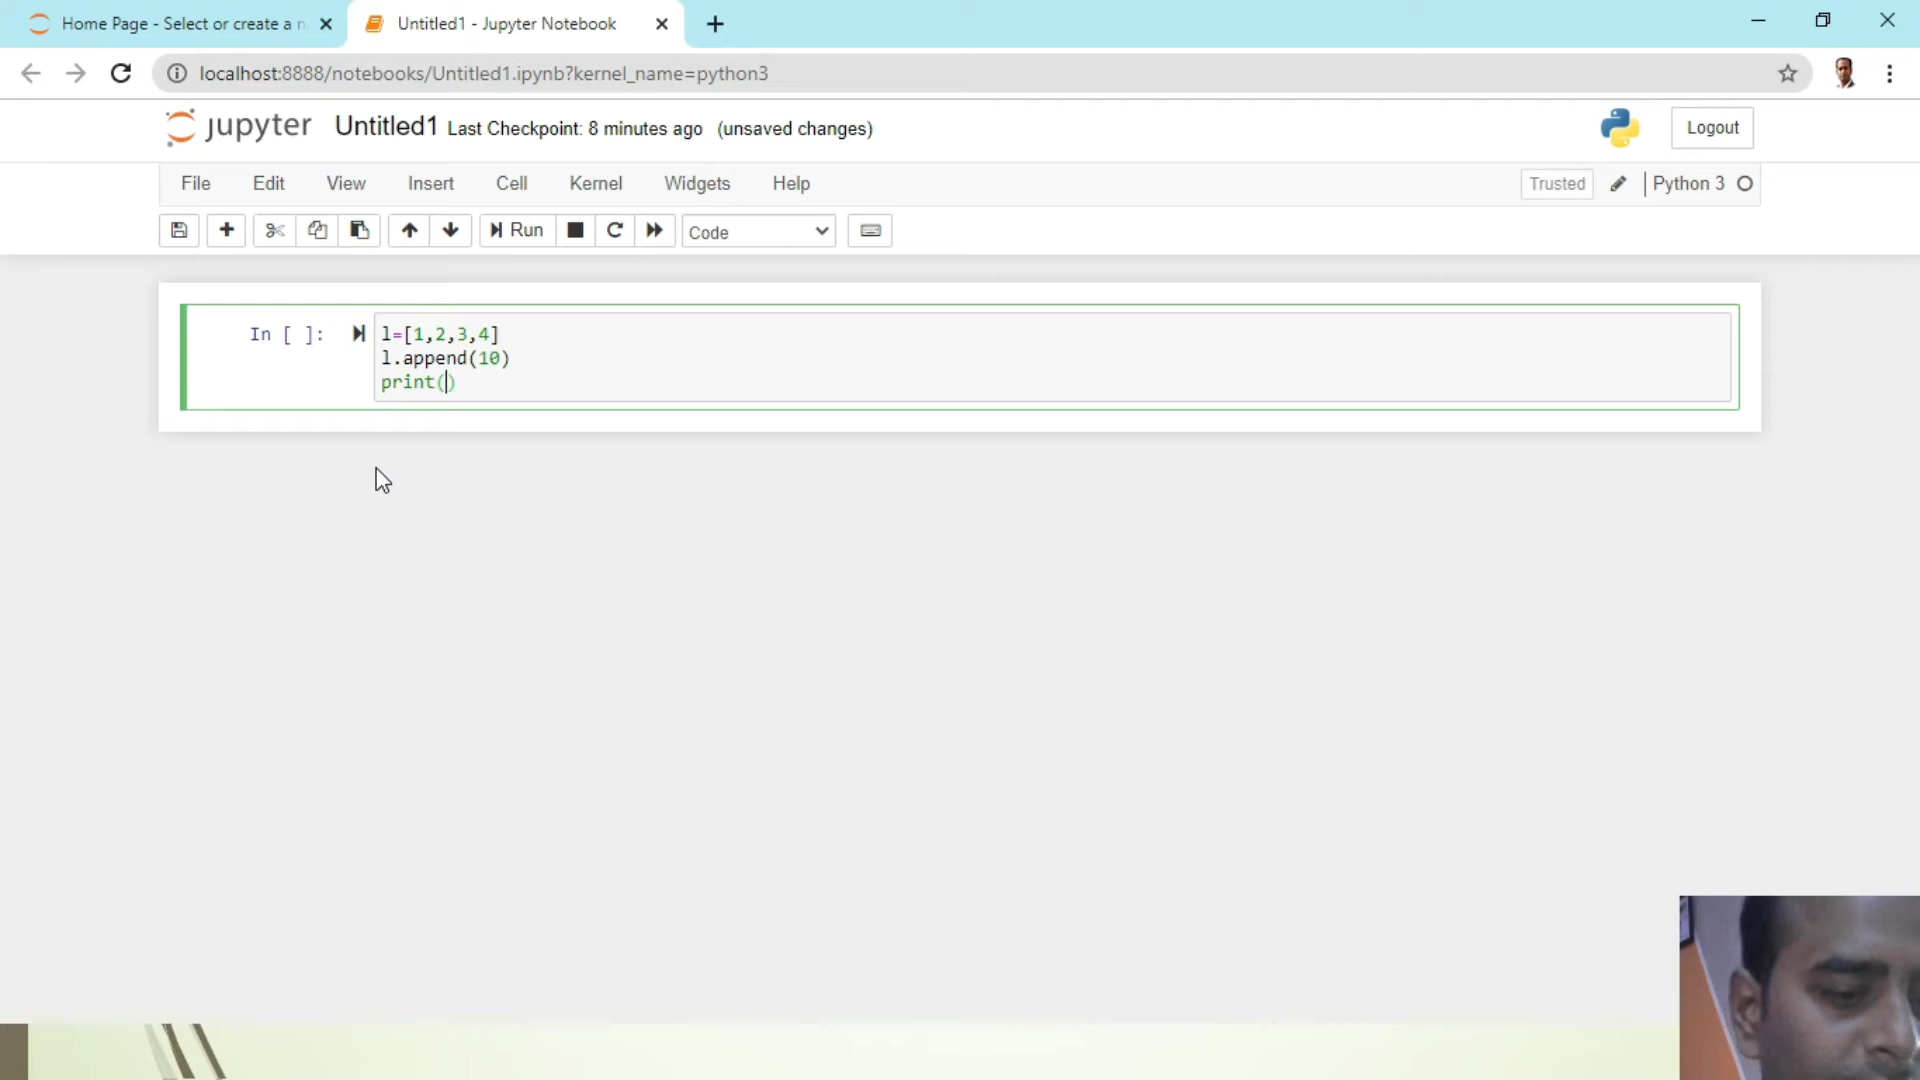 Home Page - Select or create a n
Untitled1 - Jupyter Notebook
localhost:8888/notebooks/Untitled1.ipynb?kernel_name=python3
jupyter Untitled1 Last Checkpoint: 8 minutes ago (unsaved changes)
Logout
File Edit View Insert Cell Kernel Widgets Help
Trusted
Python 3
Run
Code
In [ ]:
l=[1,2,3,4]
l.append(10)
print()